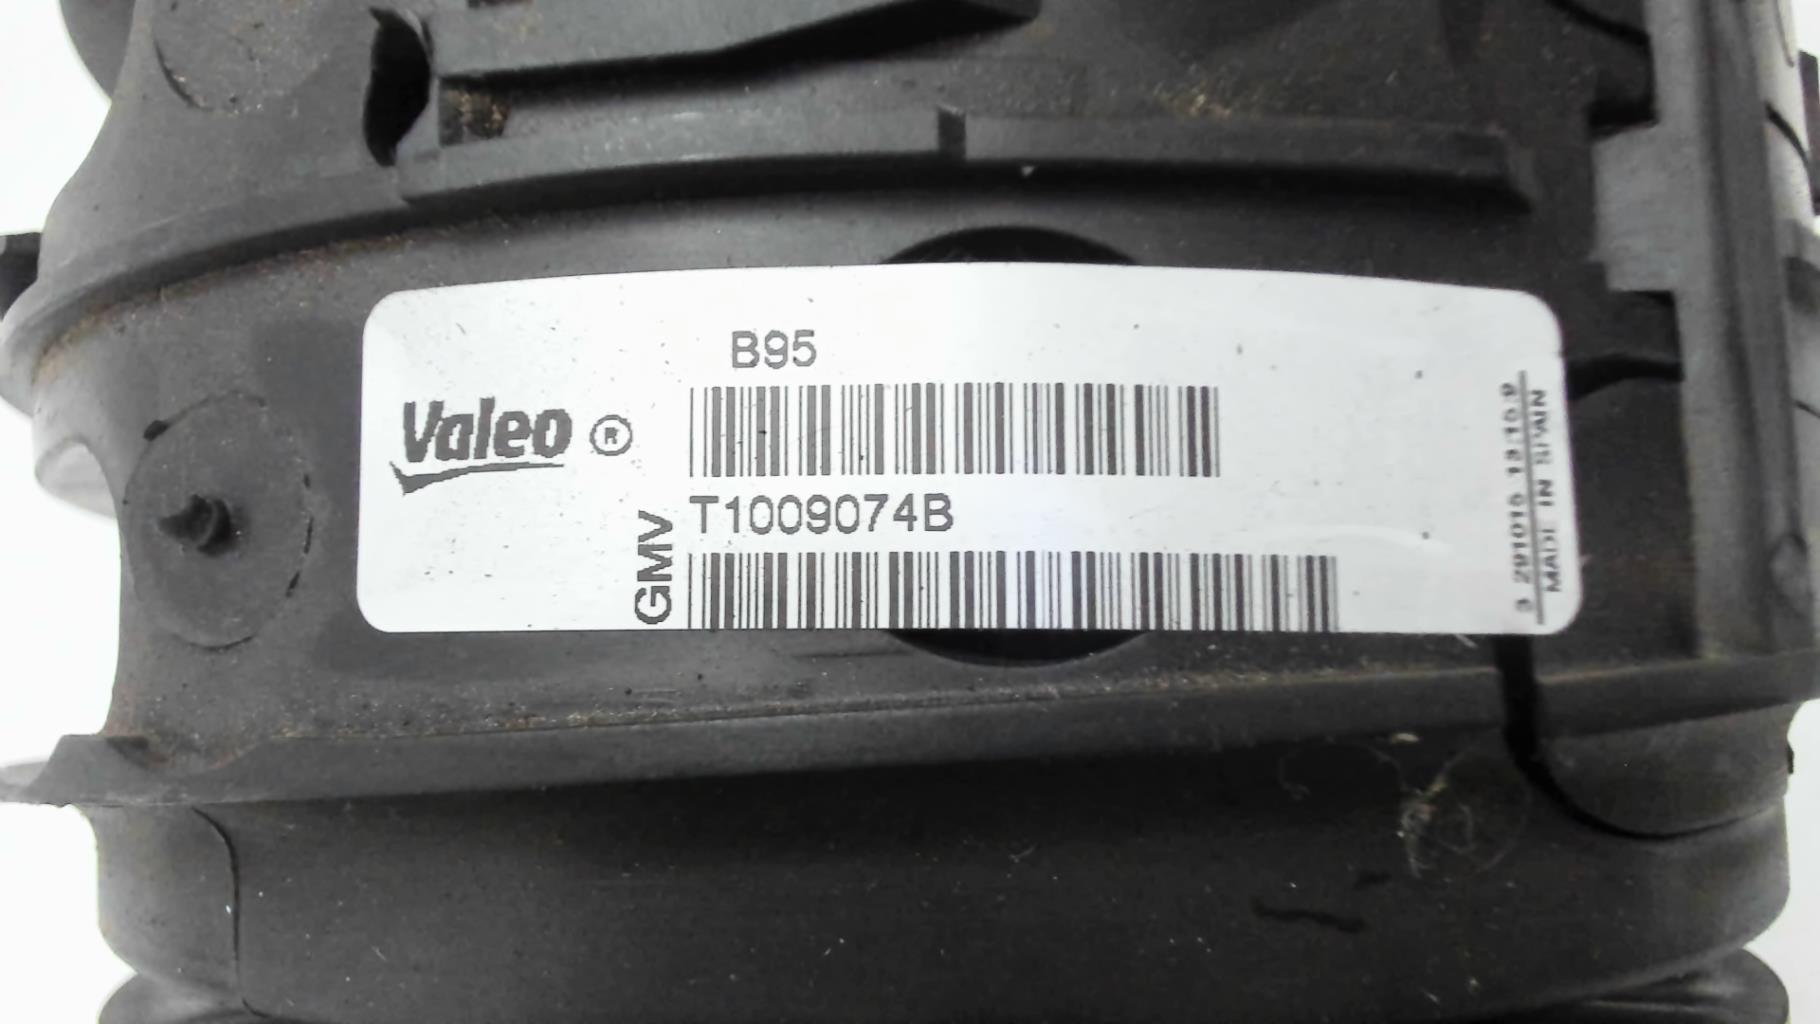 B95
Valeo ®
T1009074B
GMV
MADE IN SPAIN